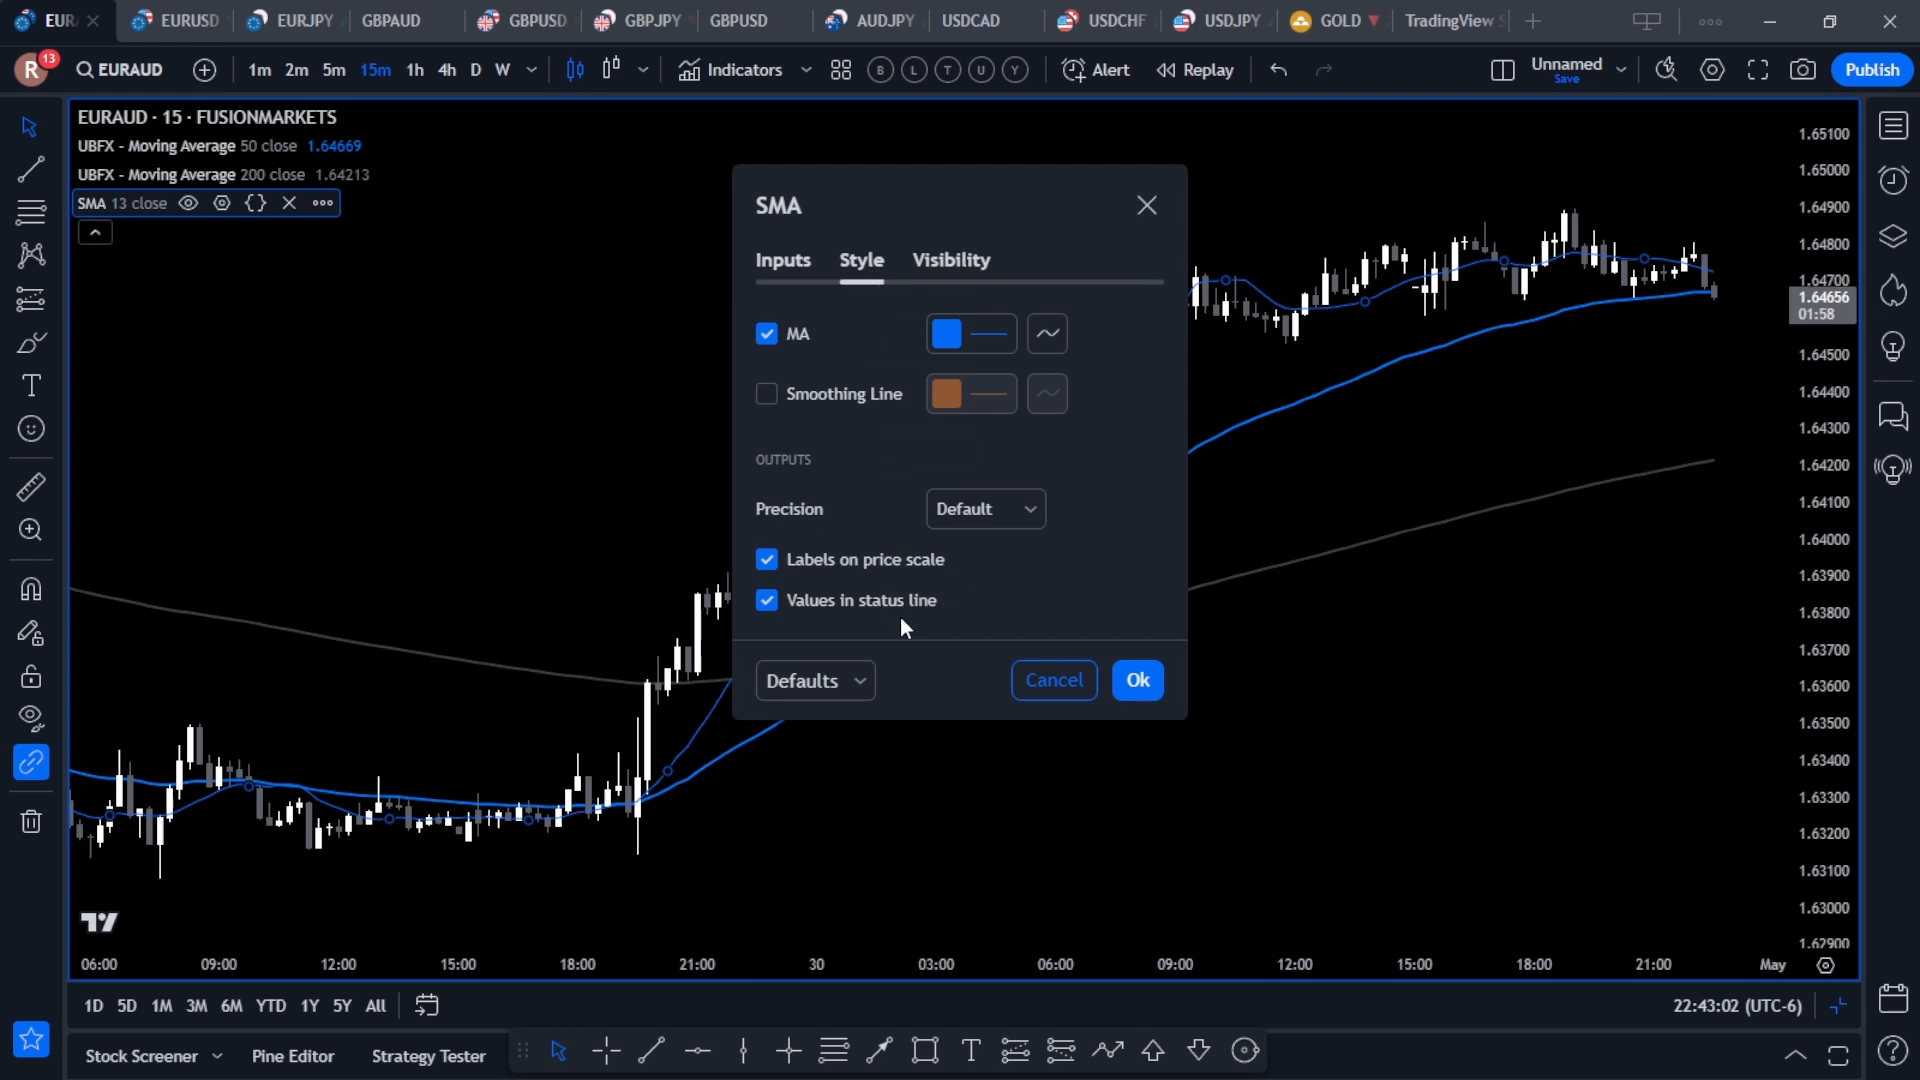 EUR
EURUSD
EURJPY
GBPAUD
GBPUSD
GBPJPY
GBPUSD
AUDJPY
USDCAD
USDCHF
USDJPY
GOLD
TradingView
R
13
EURAUD
1m 2m 5m 15m 1h 4h D W
Indicators
B L T U Y
Alert
Replay
Unnamed
Save
Publish
EURAUD · 15 · FUSIONMARKETS
UBFX - Moving Average 50 close 1.64669
UBFX - Moving Average 200 close 1.64213
SMA 13 close
SMA
Inputs Style Visibility
MA
Smoothing Line
OUTPUTS
Precision Default
Labels on price scale
Values in status line
Defaults Cancel Ok
1.65100
1.65000
1.64900
1.64800
1.64700
1.64656
01:58
1.64500
1.64400
1.64300
1.64200
1.64100
1.64000
1.63900
1.63800
1.63700
1.63600
1.63500
1.63400
1.63300
1.63200
1.63100
1.63000
1.62900
06:00 09:00 12:00 15:00 18:00 21:00 30 03:00 06:00 09:00 12:00 15:00 18:00 21:00 May
1D 5D 1M 3M 6M YTD 1Y 5Y All
22:43:02 (UTC-6)
Stock Screener Pine Editor Strategy Tester